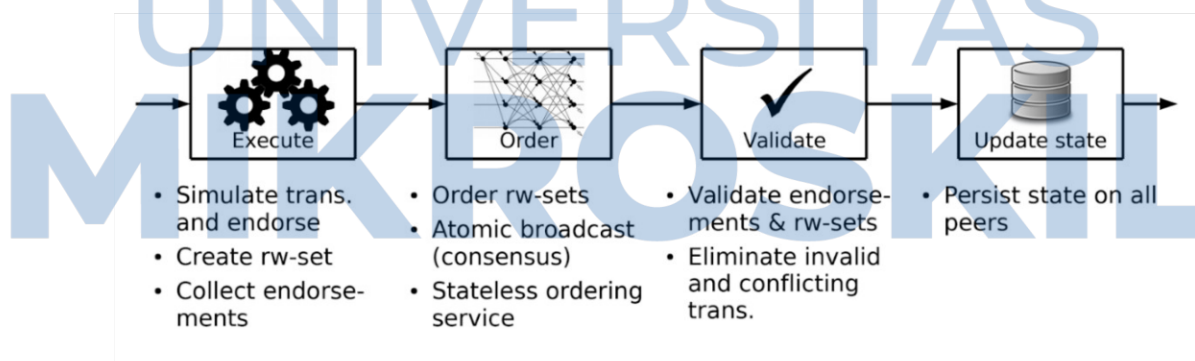 UNIVERSITAS
MIKROSKIL
Execute
Order
Validate
Update state
• Simulate trans.
and endorse
• Create rw-set
• Collect endorse-
ments
• Order rw-sets
• Atomic broadcast
(consensus)
• Stateless ordering
service
• Validate endorse-
ments & rw-sets
• Eliminate invalid
and conflicting
trans.
• Persist state on all
peers